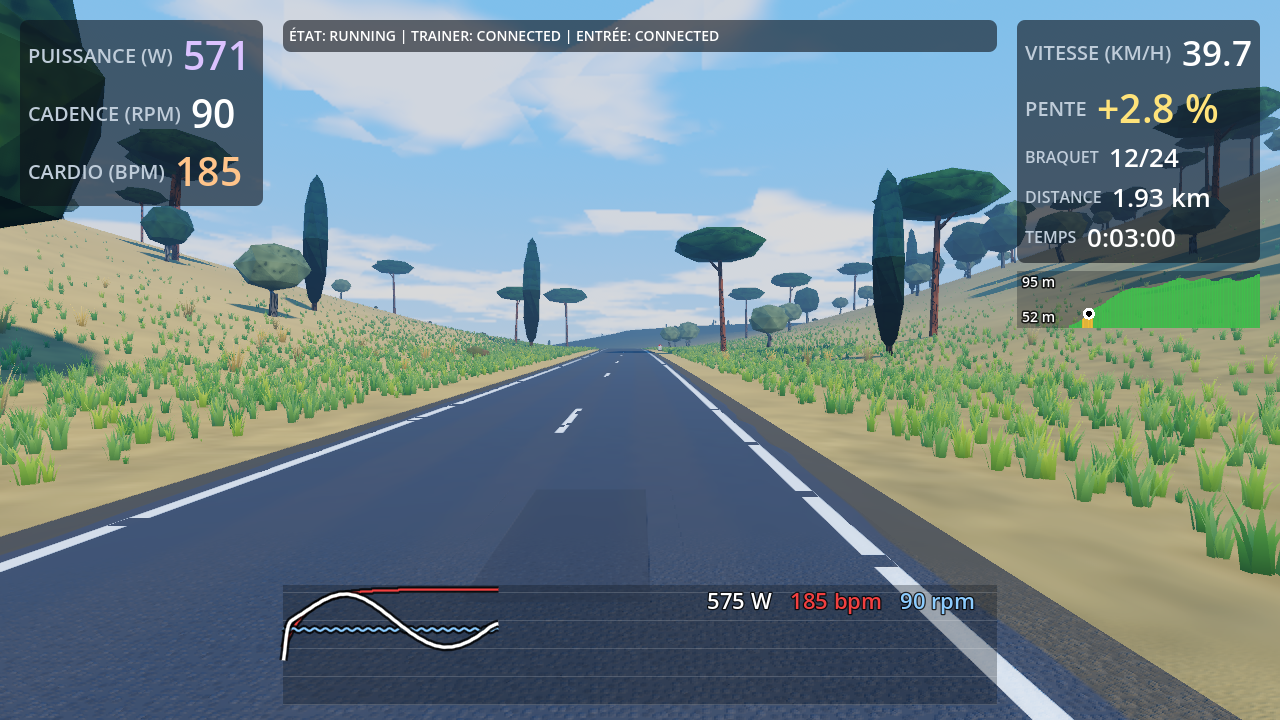 PUISSANCE (W) 571
CADENCE (RPM) 90
CARDIO (BPM) 185
ÉTAT: RUNNING | TRAINER: CONNECTED | ENTRÉE: CONNECTED
VITESSE (KM/H) 39.7
PENTE +2.8 %
BRAQUET 12/24
DISTANCE 1.93 km
TEMPS 0:03:00
95 m
52 m
575 W 185 bpm 90 rpm